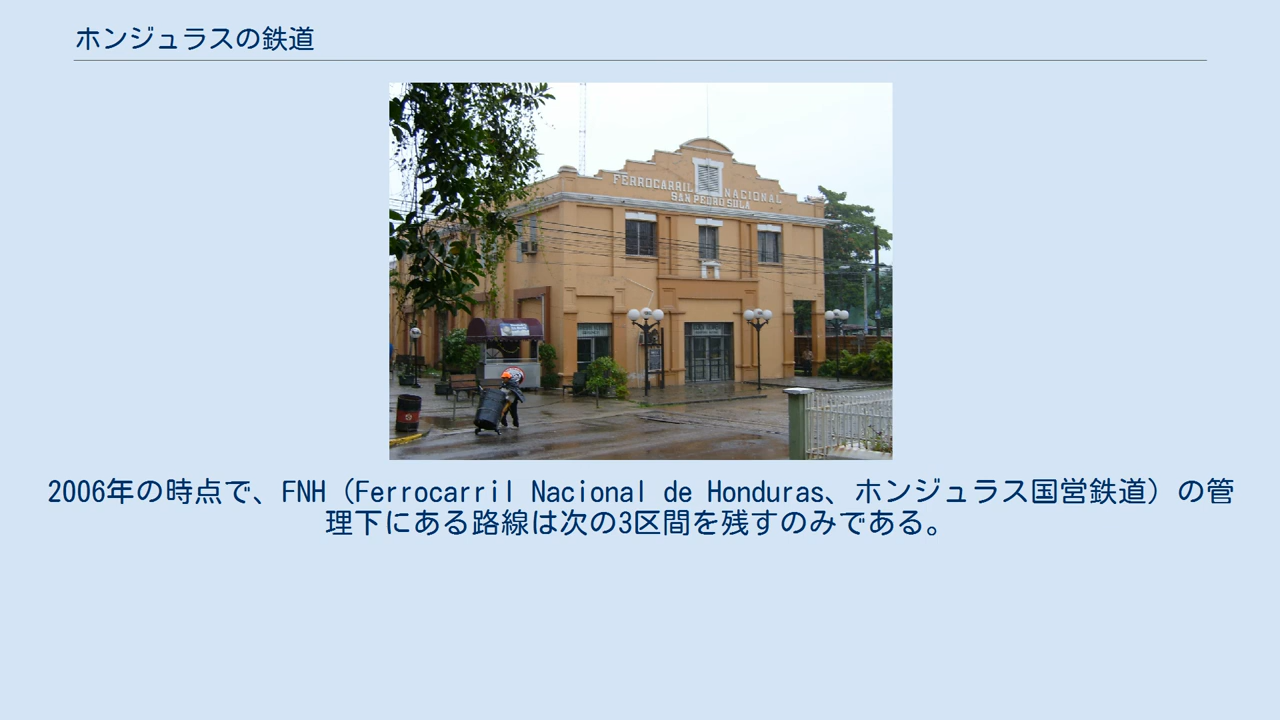 ホンジュラスの鉄道
FERROCARRIL NACIONAL
SAN PEDRO SULA
2006年の時点で、FNH（Ferrocarril Nacional de Honduras、ホンジュラス国営鉄道）の管
理下にある路線は次の3区間を残すのみである。